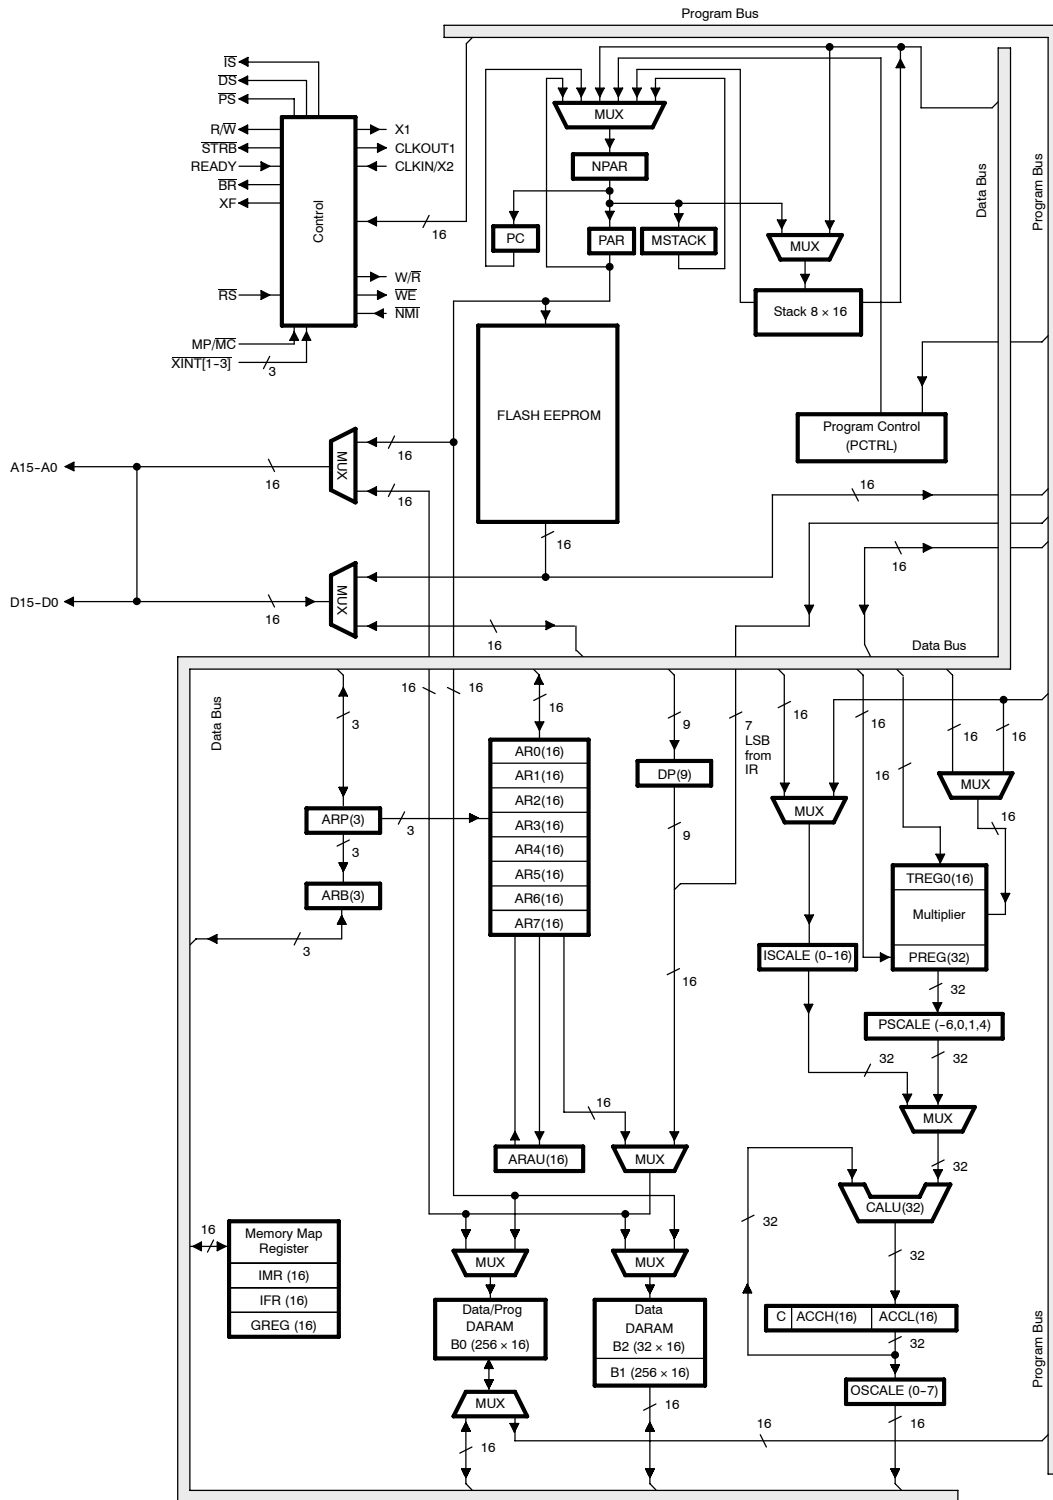 Program Bus
IS
DS
PS
R/W
STRB
READY
BR
XF
RS
MP/MC
XINT[1-3]
3
Control
X1
CLKOUT1
CLKIN/X2
16
W/R
WE
NMI
MUX
NPAR
PC
PAR
MSTACK
MUX
Stack 8 × 16
Data Bus
Program Bus
FLASH EEPROM
Program Control
(PCTRL)
A15-A0
16
MUX
16
16
16
16
D15-D0
16
MUX
16
16
Data Bus
Data Bus
3
16
16
16
9
7
LSB
from
IR
16
16
16
16
16
AR0(16)
AR1(16)
AR2(16)
AR3(16)
AR4(16)
AR5(16)
AR6(16)
AR7(16)
DP(9)
9
MUX
MUX
16
ARP(3)
3
3
ARB(3)
3
TREG0(16)
Multiplier
PREG(32)
ISCALE (0-16)
16
32
PSCALE (-6,0,1,4)
32
32
MUX
16
ARAU(16)
MUX
32
CALU(32)
32
32
16
Memory Map
Register
IMR (16)
IFR (16)
GREG (16)
MUX
MUX
Data/Prog
DARAM
B0 (256 × 16)
Data
DARAM
B2 (32 × 16)
B1 (256 × 16)
C
ACCH(16)
ACCL(16)
32
OSCALE (0-7)
MUX
16
16
16
16
Program Bus